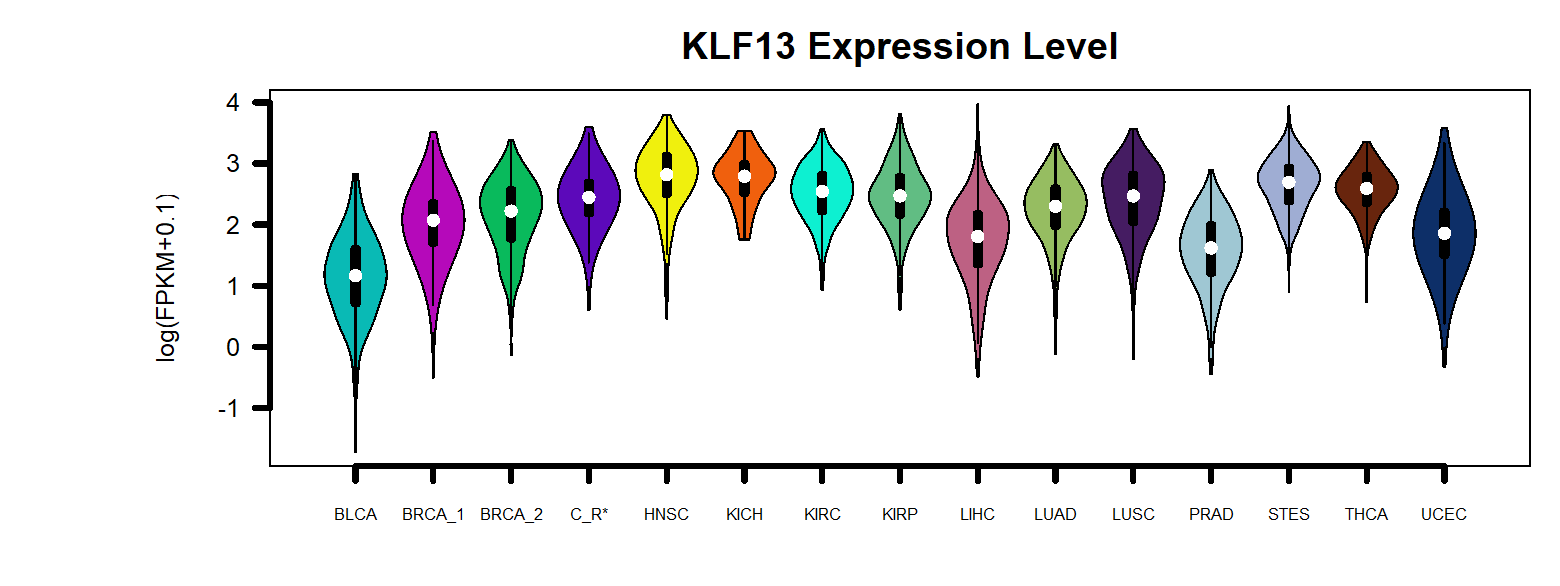 KLF13 Expression Level
4
3
2
1
0
-1
log(FPKM+0.1)
BLCA BRCA_1 BRCA_2 C_R* HNSC KICH KIRC KIRP LIHC LUAD LUSC PRAD STES THCA UCEC